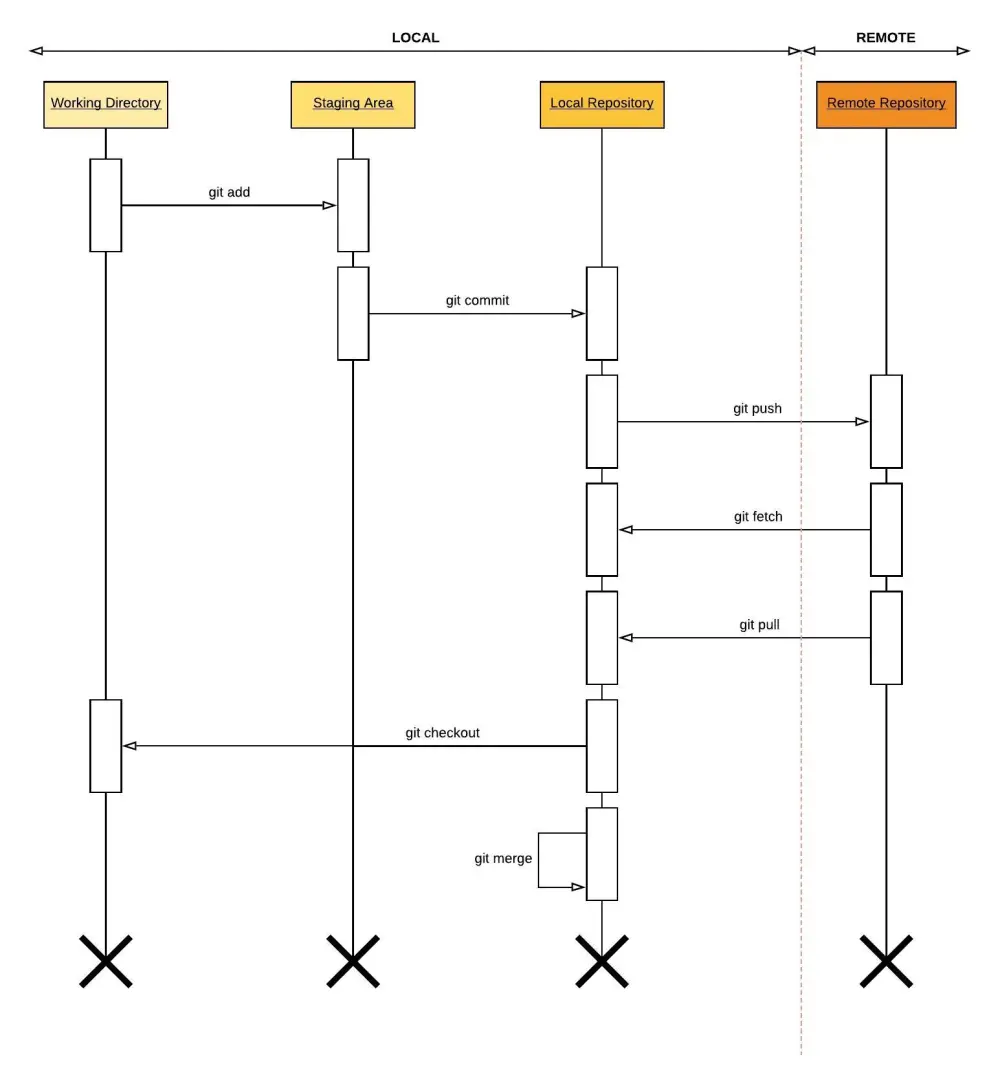 LOCAL
REMOTE
Working Directory
Staging Area
Local Repository
Remote Repository
git add
git commit
git push
git fetch
git pull
git checkout
git merge